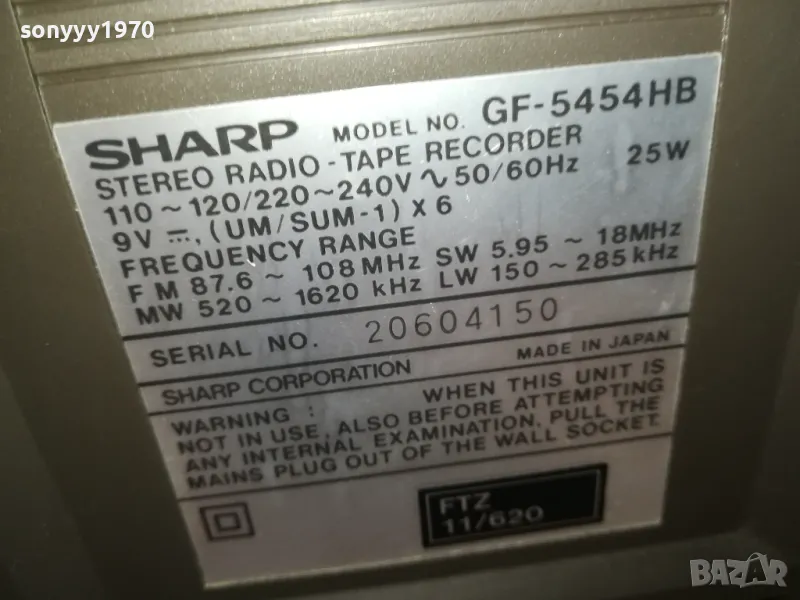 sonyyy1970
SHARP MODEL NO. GF-5454HB
STEREO RADIO-TAPE RECORDER
110~120/220~240V ∿ 50/60Hz 25W
9V ⎓, (UM/SUM-1) X 6
FREQUENCY RANGE
FM 87.6 ~ 108 MHz SW 5.95 ~ 18MHz
MW 520 ~ 1620 kHz LW 150 ~ 285 kHz
SERIAL NO. 20604150
SHARP CORPORATION MADE IN JAPAN
WARNING : WHEN THIS UNIT IS
NOT IN USE, ALSO BEFORE ATTEMPTING
ANY INTERNAL EXAMINATION, PULL THE
MAINS PLUG OUT OF THE WALL SOCKET.
FTZ
11/620
BAZAR